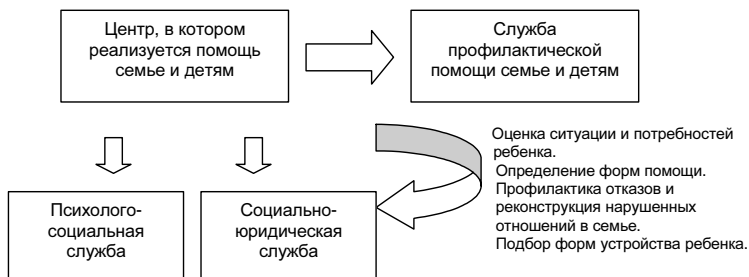 Центр, в котором
реализуется помощь
семье и детям
Служба
профилактической
помощи семье и детям
Оценка ситуации и потребностей
ребенка.
Определение форм помощи.
Профилактика отказов и
реконструкция нарушенных
отношений в семье.
Подбор форм устройства ребенка.
Психолого-
социальная
служба
Социально-
юридическая
служба